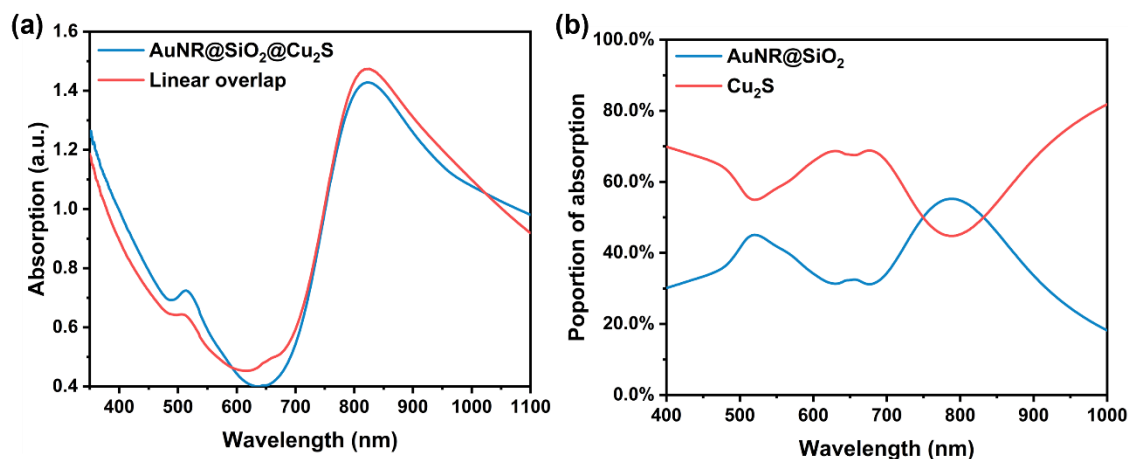 (a)
AuNR@SiO₂@Cu₂S
Linear overlap
Absorption (a.u.)
1.6
1.4
1.2
1.0
0.8
0.6
0.4
400 500 600 700 800 900 1000 1100
Wavelength (nm)
(b)
AuNR@SiO₂
Cu₂S
Poportion of absorption
100.0%
80.0%
60.0%
40.0%
20.0%
0.0%
400 500 600 700 800 900 1000
Wavelength (nm)